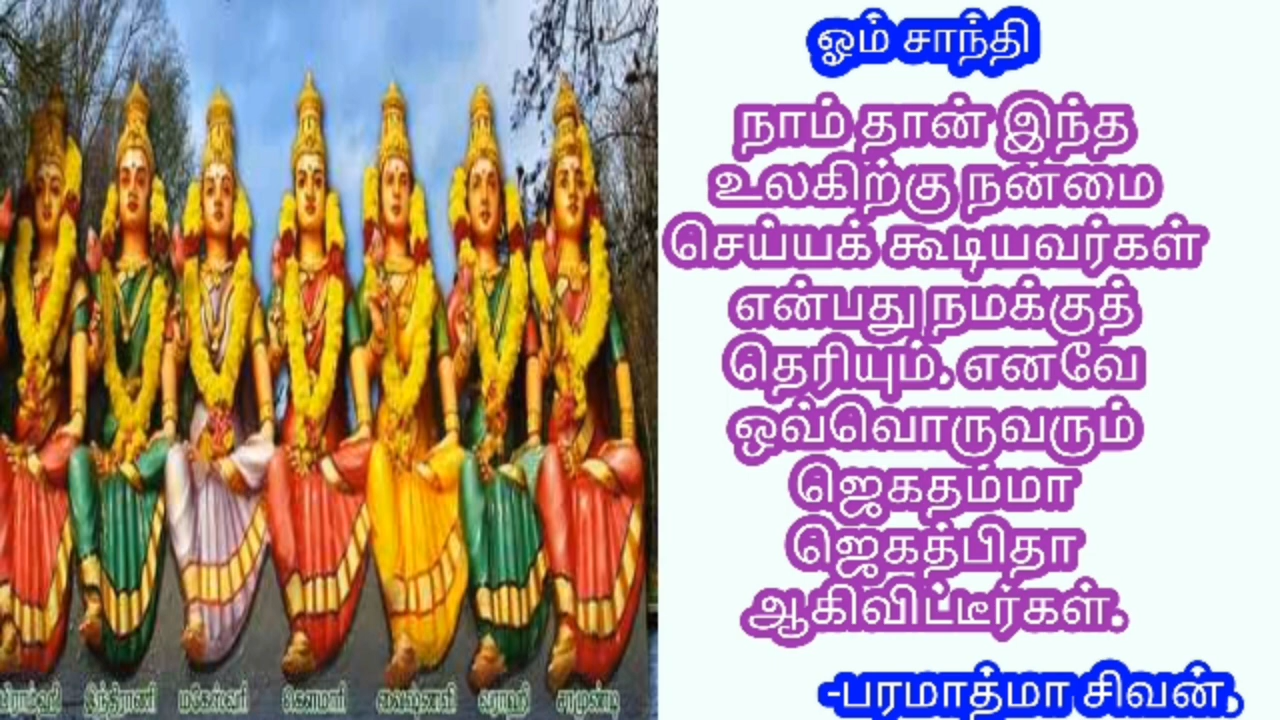 ஓம் சாந்தி
நாம் தான் இந்த
உலகிற்கு நன்மை
செய்யக் கூடியவர்கள்
என்பது நமக்குத்
தெரியும். எனவே
ஒவ்வொருவரும்
ஜெகதம்மா
ஜெகத்பிதா
ஆகிவிட்டீர்கள்.
-பரமாத்மா சிவன்.
இந்திராணி கௌமாரி வைஷ்ணவி வராஹி